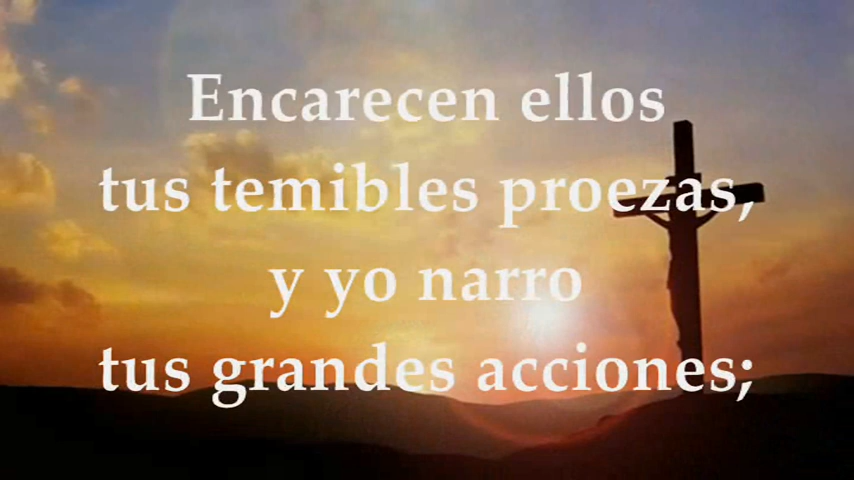 Encarecen ellos
tus temibles proezas,
y yo narro
tus grandes acciones;